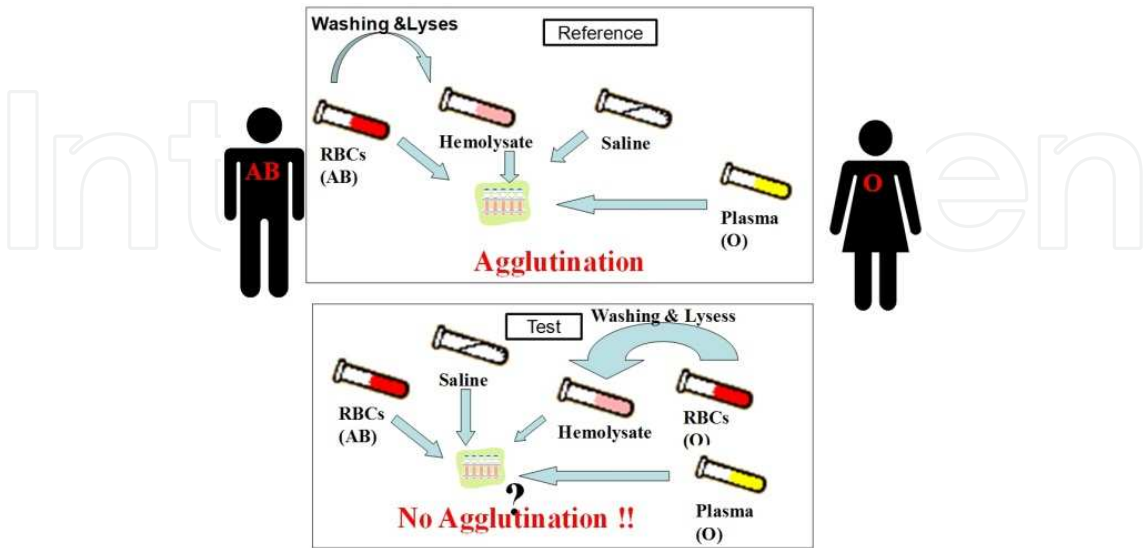 Washing &Lyses
Reference
RBCs
(AB)
Hemolysate
Saline
Plasma
(O)
Agglutination
AB
O
Test
Washing & Lysess
RBCs
(AB)
Saline
Hemolysate
RBCs
(O)
Plasma
(O)
?
No Agglutination !!